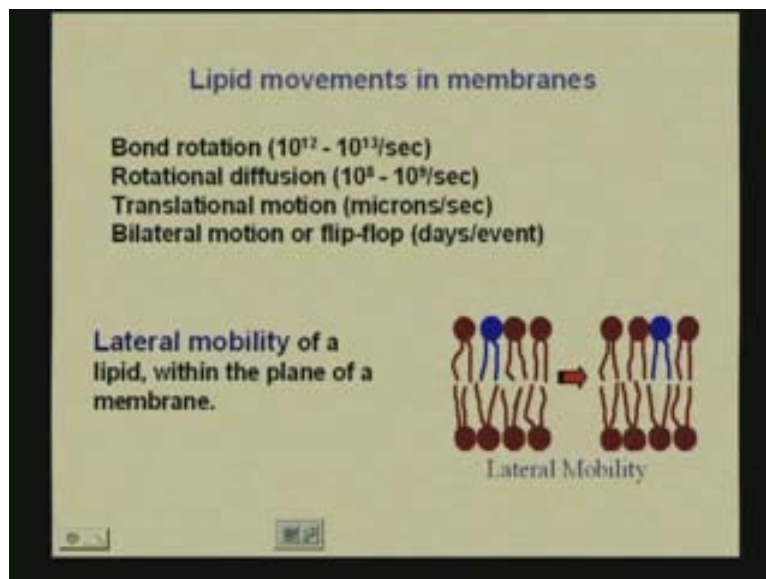 Lipid movements in membranes
Bond rotation (10¹² - 10¹³/sec)
Rotational diffusion (10⁸ - 10⁹/sec)
Translational motion (microns/sec)
Bilateral motion or flip-flop (days/event)
Lateral mobility of a
lipid, within the plane of a
membrane.
Lateral Mobility